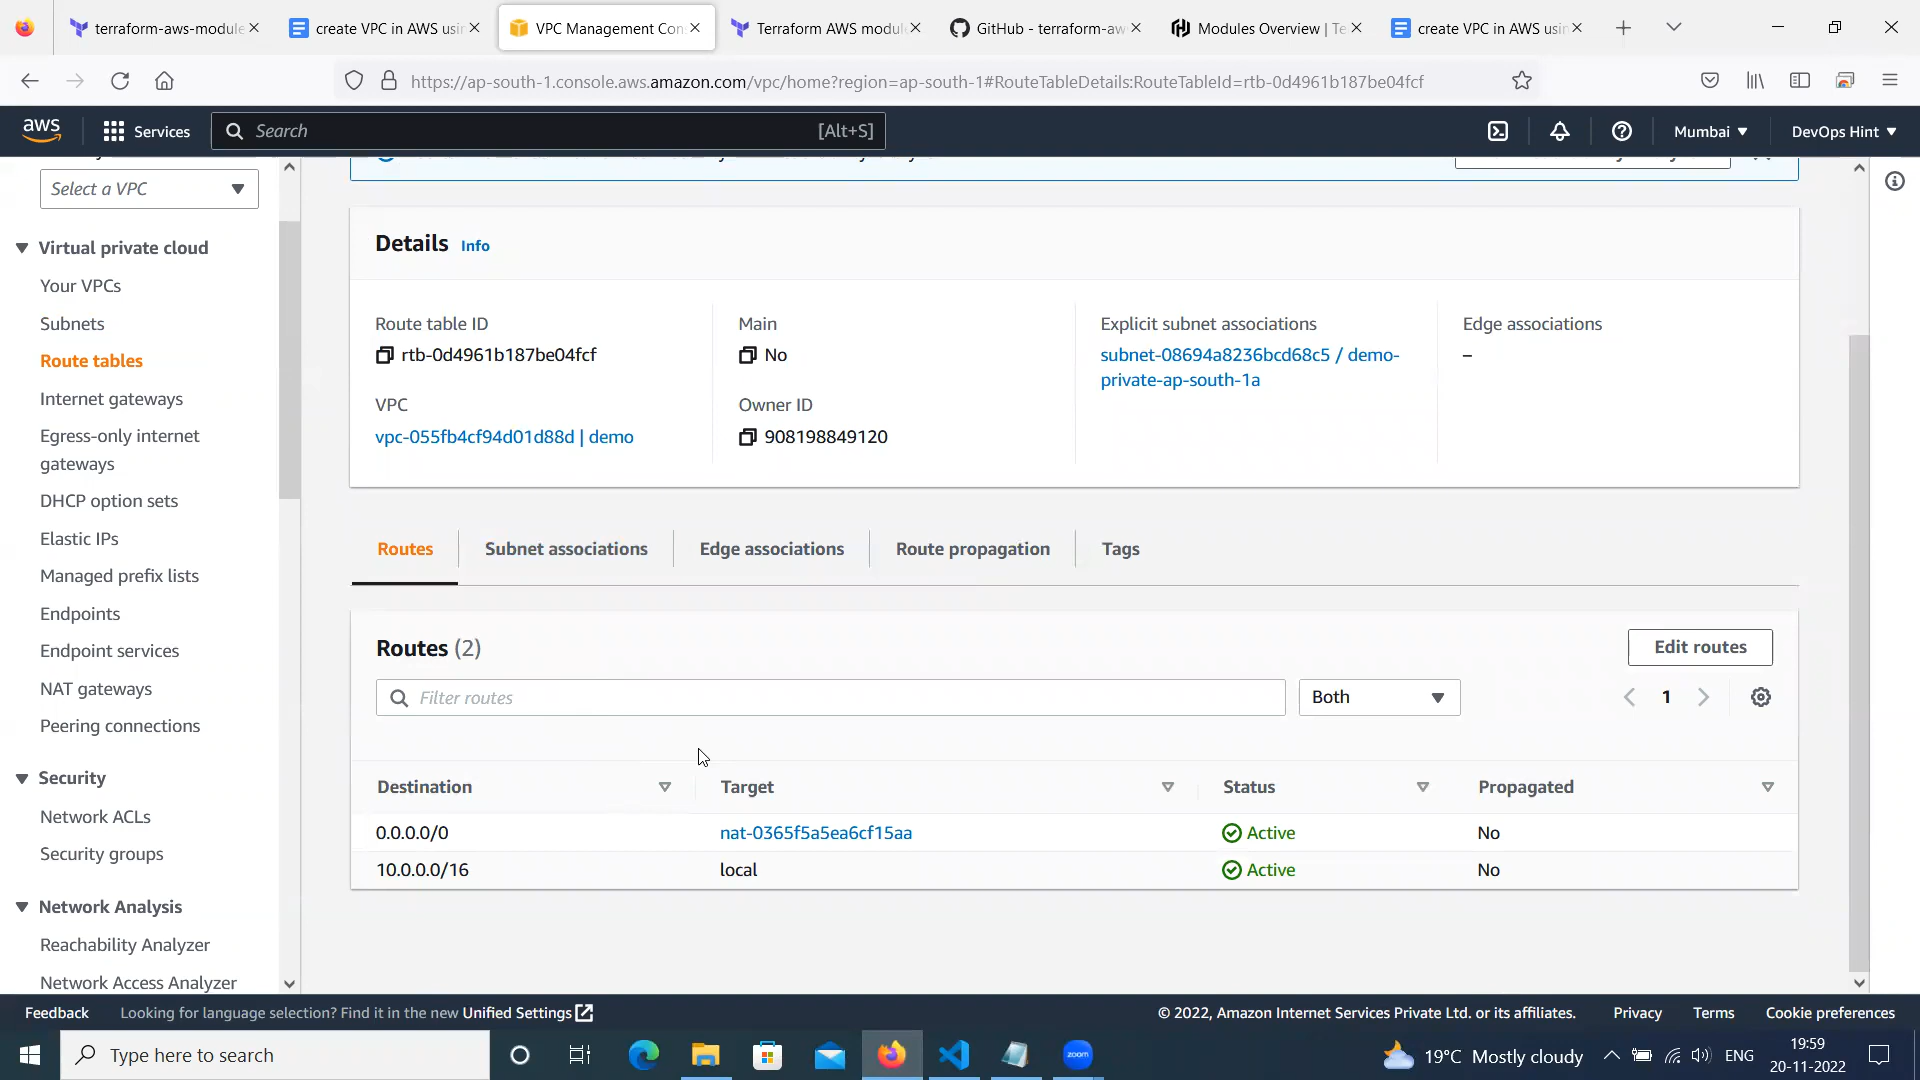 terraform-aws-module
create VPC in AWS usin
VPC Management Con
Terraform AWS modul
GitHub - terraform-aw
Modules Overview | Te
create VPC in AWS usin
https://ap-south-1.console.aws.amazon.com/vpc/home?region=ap-south-1#RouteTableDetails:RouteTableId=rtb-0d4961b187be04fcf
aws
Services
Search
[Alt+S]
Mumbai
DevOps Hint
Select a VPC
Virtual private cloud
Your VPCs
Subnets
Route tables
Internet gateways
Egress-only internet
gateways
DHCP option sets
Elastic IPs
Managed prefix lists
Endpoints
Endpoint services
NAT gateways
Peering connections
Security
Network ACLs
Security groups
Network Analysis
Reachability Analyzer
Network Access Analyzer
Details Info
Route table ID
rtb-0d4961b187be04fcf
Main
No
Explicit subnet associations
subnet-08694a8236bcd68c5 / demo-
private-ap-south-1a
Edge associations
–
VPC
vpc-055fb4cf94d01d88d | demo
Owner ID
908198849120
Routes
Subnet associations
Edge associations
Route propagation
Tags
Routes (2)
Edit routes
Filter routes
Both
1
Destination Target Status Propagated
0.0.0.0/0 nat-0365f5a5ea6cf15aa Active No
10.0.0.0/16 local Active No
Feedback
Looking for language selection? Find it in the new Unified Settings
© 2022, Amazon Internet Services Private Ltd. or its affiliates.
Privacy
Terms
Cookie preferences
Type here to search
zoom
19°C Mostly cloudy
ENG
19:59
20-11-2022